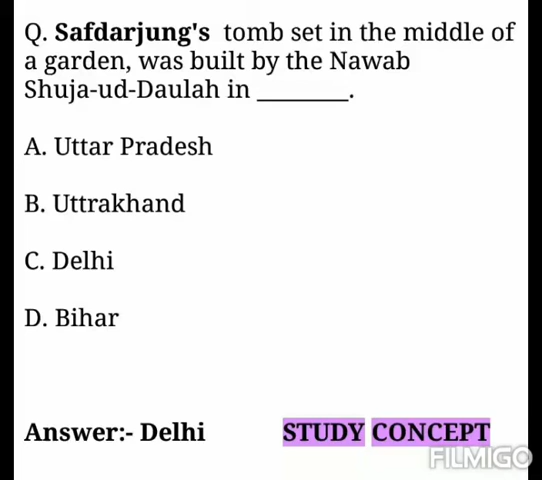 Q. Safdarjung's tomb set in the middle of
a garden, was built by the Nawab
Shuja-ud-Daulah in ________.
A. Uttar Pradesh
B. Uttrakhand
C. Delhi
D. Bihar
Answer:- Delhi
STUDY CONCEPT
FILMIGO